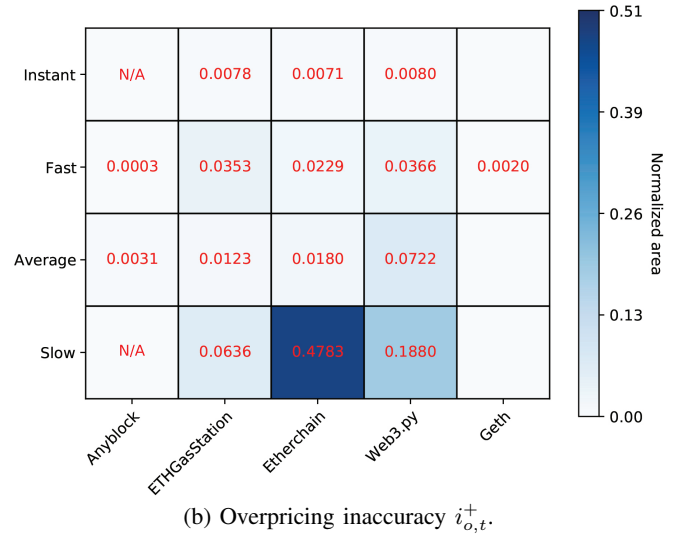 0.51
Instant N/A 0.0078 0.0071 0.0080
0.39
Fast 0.0003 0.0353 0.0229 0.0366 0.0020
Normalized area
0.26
Average 0.0031 0.0123 0.0180 0.0722
0.13
Slow N/A 0.0636 0.4783 0.1880
0.00
Anyblock ETHGasStation Etherchain Web3.py Geth
(b) Overpricing inaccuracy $i_{o,t}^{+}$.